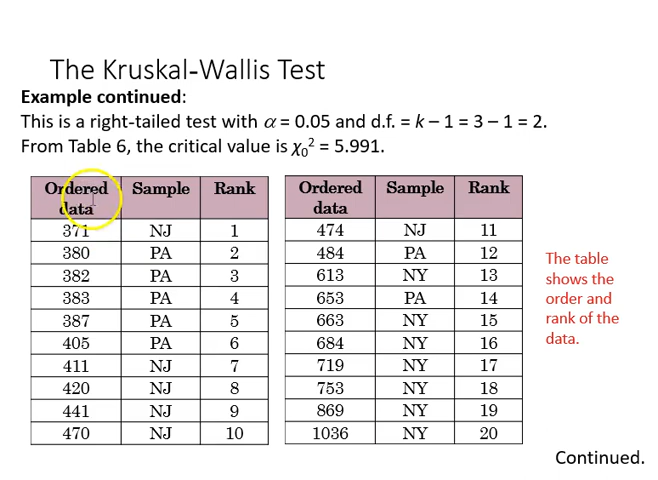 The Kruskal-Wallis Test
Example continued:
This is a right-tailed test with α = 0.05 and d.f. = k – 1 = 3 – 1 = 2.
From Table 6, the critical value is χ₀² = 5.991.
Ordered data Sample Rank
371 NJ 1
380 PA 2
382 PA 3
383 PA 4
387 PA 5
405 PA 6
411 NJ 7
420 NJ 8
441 NJ 9
470 NJ 10
Ordered data Sample Rank
474 NJ 11
484 PA 12
613 NY 13
653 PA 14
663 NY 15
684 NY 16
719 NY 17
753 NY 18
869 NY 19
1036 NY 20
The table
shows the
order and
rank of the
data.
Continued.